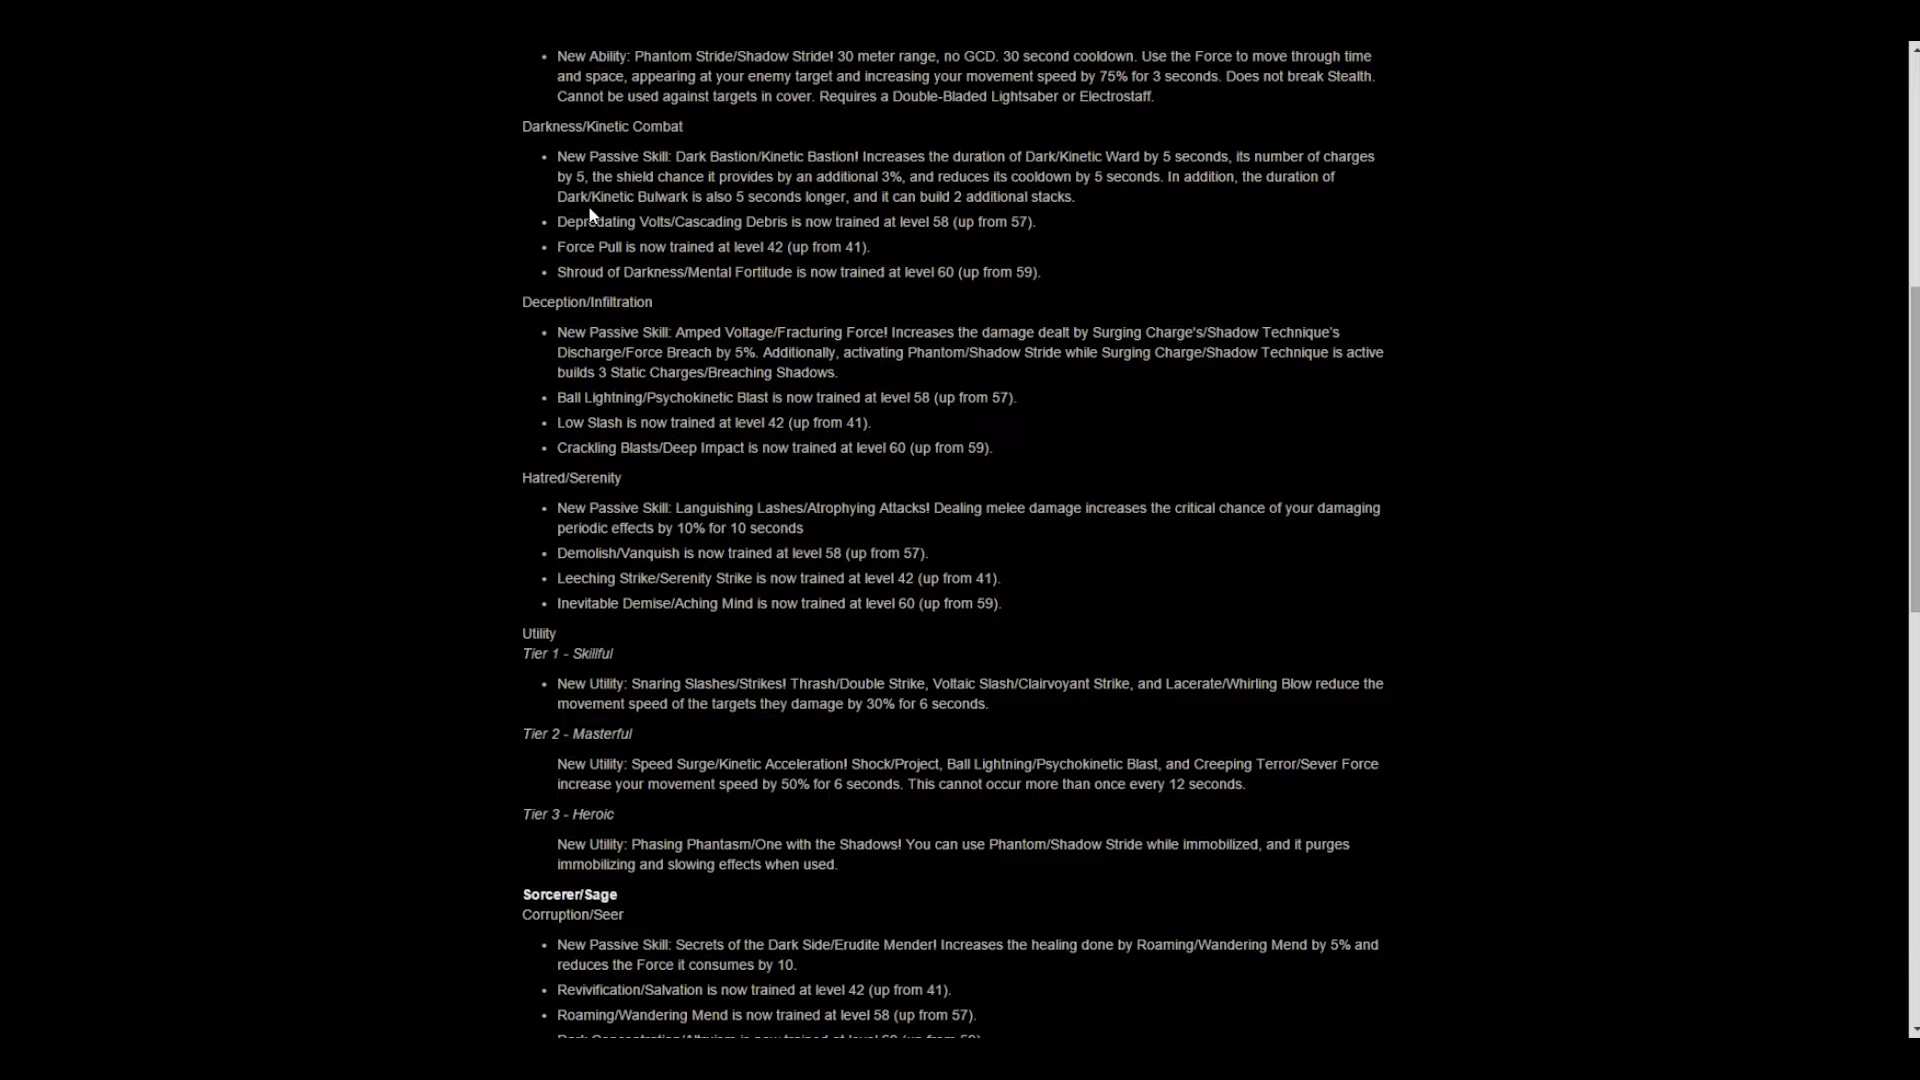 New Ability: Phantom Stride/Shadow Stride! 30 meter range, no GCD. 30 second cooldown. Use the Force to move through time
and space, appearing at your enemy target and increasing your movement speed by 75% for 3 seconds. Does not break Stealth.
Cannot be used against targets in cover. Requires a Double-Bladed Lightsaber or Electrostaff.
Darkness/Kinetic Combat
New Passive Skill: Dark Bastion/Kinetic Bastion! Increases the duration of Dark/Kinetic Ward by 5 seconds, its number of charges
by 5, the shield chance it provides by an additional 3%, and reduces its cooldown by 5 seconds. In addition, the duration of
Dark/Kinetic Bulwark is also 5 seconds longer, and it can build 2 additional stacks.
Depredating Volts/Cascading Debris is now trained at level 58 (up from 57).
Force Pull is now trained at level 42 (up from 41).
Shroud of Darkness/Mental Fortitude is now trained at level 60 (up from 59).
Deception/Infiltration
New Passive Skill: Amped Voltage/Fracturing Force! Increases the damage dealt by Surging Charge's/Shadow Technique's
Discharge/Force Breach by 5%. Additionally, activating Phantom/Shadow Stride while Surging Charge/Shadow Technique is active
builds 3 Static Charges/Breaching Shadows.
Ball Lightning/Psychokinetic Blast is now trained at level 58 (up from 57).
Low Slash is now trained at level 42 (up from 41).
Crackling Blasts/Deep Impact is now trained at level 60 (up from 59).
Hatred/Serenity
New Passive Skill: Languishing Lashes/Atrophying Attacks! Dealing melee damage increases the critical chance of your damaging
periodic effects by 10% for 10 seconds
Demolish/Vanquish is now trained at level 58 (up from 57).
Leeching Strike/Serenity Strike is now trained at level 42 (up from 41).
Inevitable Demise/Aching Mind is now trained at level 60 (up from 59).
Utility
Tier 1 - Skillful
New Utility: Snaring Slashes/Strikes! Thrash/Double Strike, Voltaic Slash/Clairvoyant Strike, and Lacerate/Whirling Blow reduce the
movement speed of the targets they damage by 30% for 6 seconds.
Tier 2 - Masterful
New Utility: Speed Surge/Kinetic Acceleration! Shock/Project, Ball Lightning/Psychokinetic Blast, and Creeping Terror/Sever Force
increase your movement speed by 50% for 6 seconds. This cannot occur more than once every 12 seconds.
Tier 3 - Heroic
New Utility: Phasing Phantasm/One with the Shadows! You can use Phantom/Shadow Stride while immobilized, and it purges
immobilizing and slowing effects when used.
Sorcerer/Sage
Corruption/Seer
New Passive Skill: Secrets of the Dark Side/Erudite Mender! Increases the healing done by Roaming/Wandering Mend by 5% and
reduces the Force it consumes by 10.
Revivification/Salvation is now trained at level 42 (up from 41).
Roaming/Wandering Mend is now trained at level 58 (up from 57).